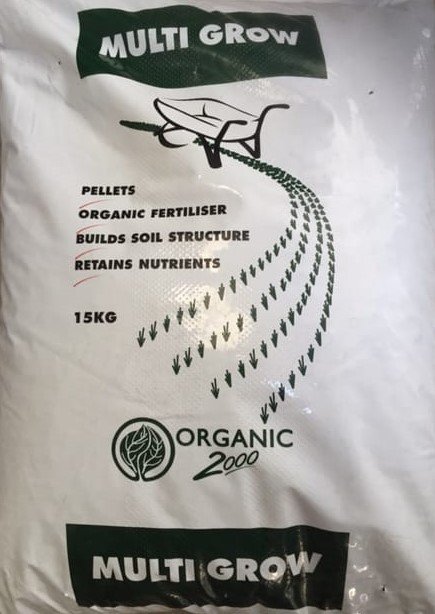 MULTI GROW
PELLETS
ORGANIC FERTILISER
BUILDS SOIL STRUCTURE
RETAINS NUTRIENTS
15KG
ORGANIC
2000
MULTI GROW